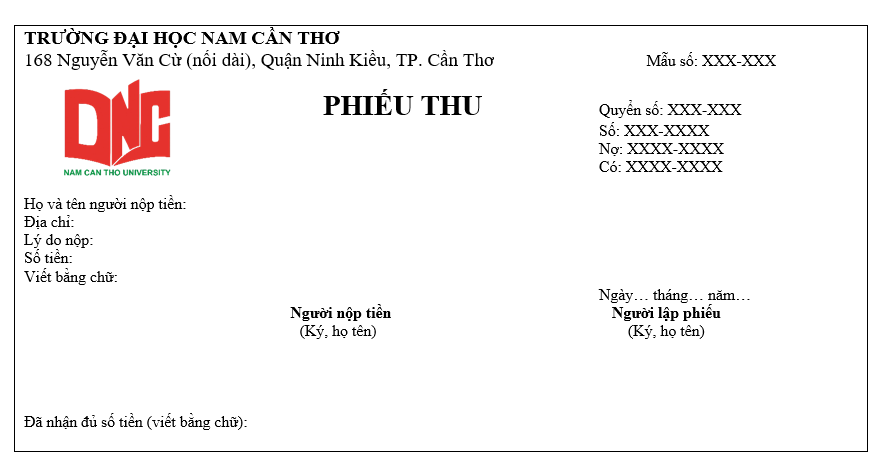 TRƯỜNG ĐẠI HỌC NAM CẦN THƠ
168 Nguyễn Văn Cừ (nối dài), Quận Ninh Kiều, TP. Cần Thơ
Mẫu số: XXX-XXX
DNC
NAM CAN THO UNIVERSITY
PHIẾU THU
Quyển số: XXX-XXX
Số: XXX-XXXX
Nợ: XXXX-XXXX
Có: XXXX-XXXX
Họ và tên người nộp tiền:
Địa chỉ:
Lý do nộp:
Số tiền:
Viết bằng chữ:
Ngày… tháng… năm…
Người nộp tiền
(Ký, họ tên)
Người lập phiếu
(Ký, họ tên)
Đã nhận đủ số tiền (viết bằng chữ):